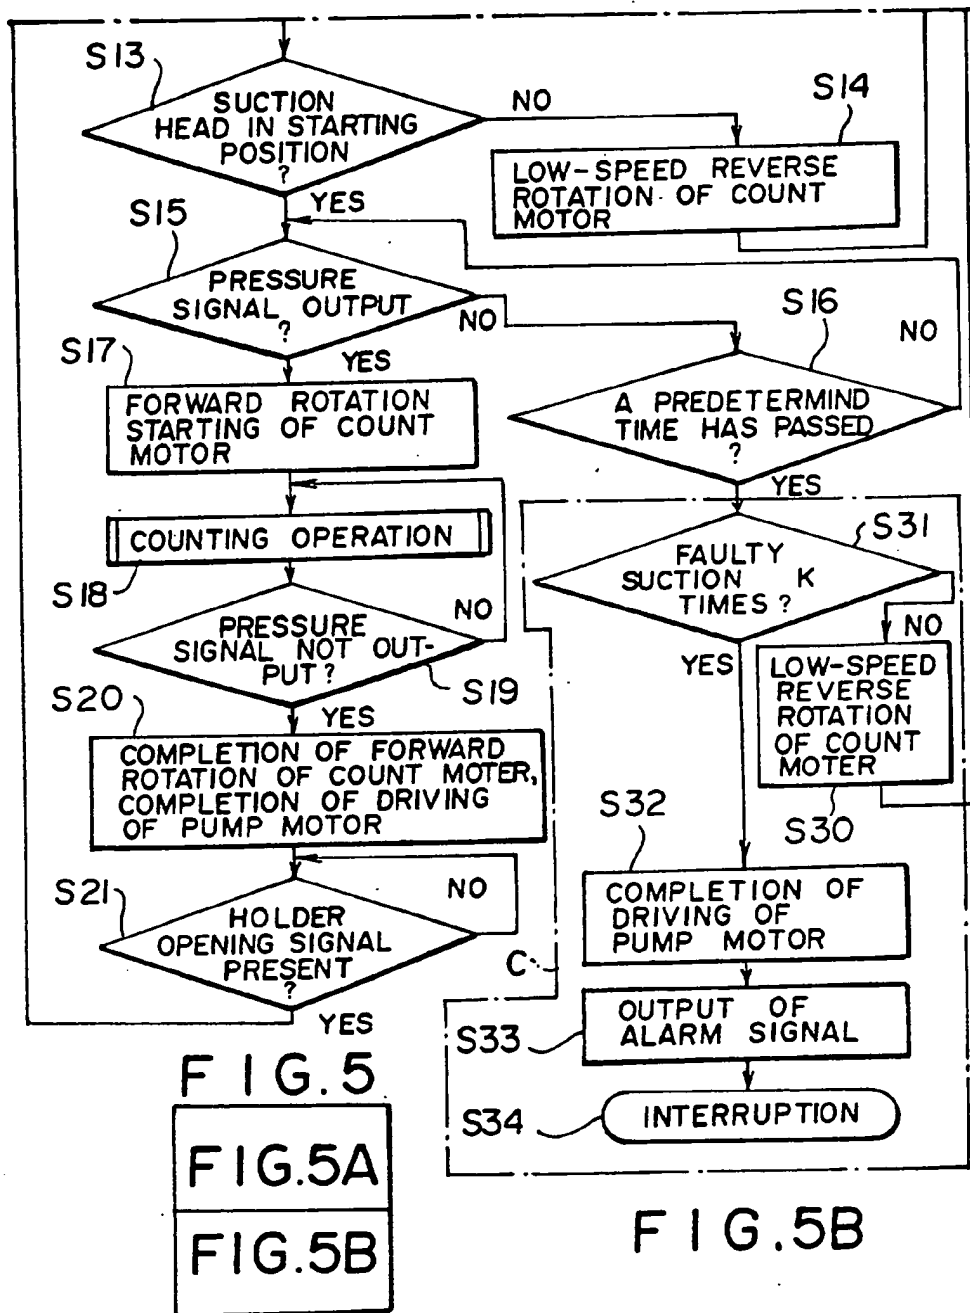 S13
SUCTION
HEAD IN STARTING
POSITION
?
NO
YES
S14
LOW-SPEED REVERSE
ROTATION OF COUNT
MOTOR
S15
PRESSURE
SIGNAL OUTPUT
?
NO
YES
S16
A PREDETERMIND
TIME HAS PASSED
?
NO
YES
S17
FORWARD ROTATION
STARTING OF COUNT
MOTOR
COUNTING OPERATION
S18
PRESSURE
SIGNAL NOT OUT-
PUT?
NO
S19
YES
S20
COMPLETION OF FORWARD
ROTATION OF COUNT MOTER,
COMPLETION OF DRIVING
OF PUMP MOTOR
S21
HOLDER
OPENING SIGNAL
PRESENT
?
NO
YES
S31
FAULTY
SUCTION K
TIMES?
NO
YES
LOW-SPEED
REVERSE
ROTATION
OF COUNT
MOTER
S30
S32
COMPLETION OF
DRIVING OF
PUMP MOTOR
C
S33
OUTPUT OF
ALARM SIGNAL
S34
INTERRUPTION
FIG.5
FIG.5A
FIG.5B
FIG.5B